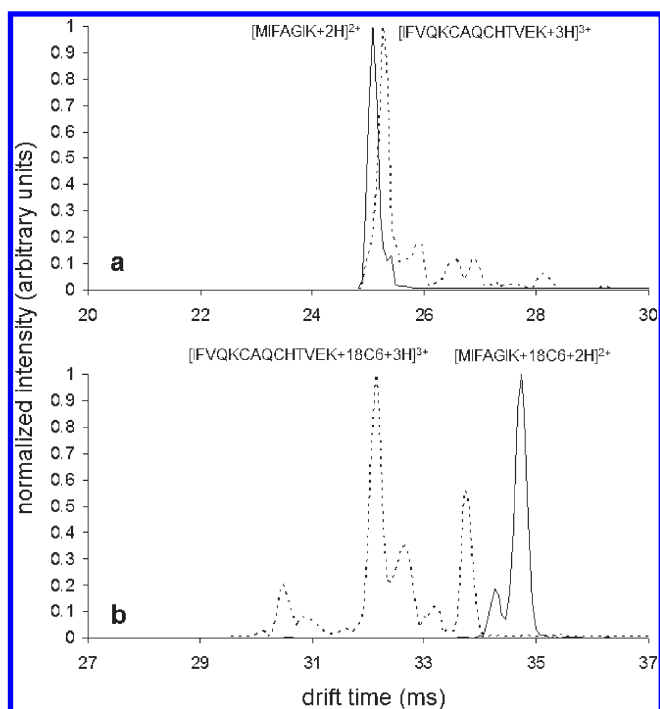 [MIFAGIK+2H]2+ [IFVQKCAQCHTVEK+3H]3+
1
0.9
0.8
0.7
0.6
0.5
0.4
0.3
0.2
0.1
0
a
20 22 24 26 28 30
normalized intensity (arbitrary units)
[IFVQKCAQCHTVEK+18C6+3H]3+ [MIFAGIK+18C6+2H]2+
1
0.9
0.8
0.7
0.6
0.5
0.4
0.3
0.2
0.1
0
b
27 29 31 33 35 37
drift time (ms)